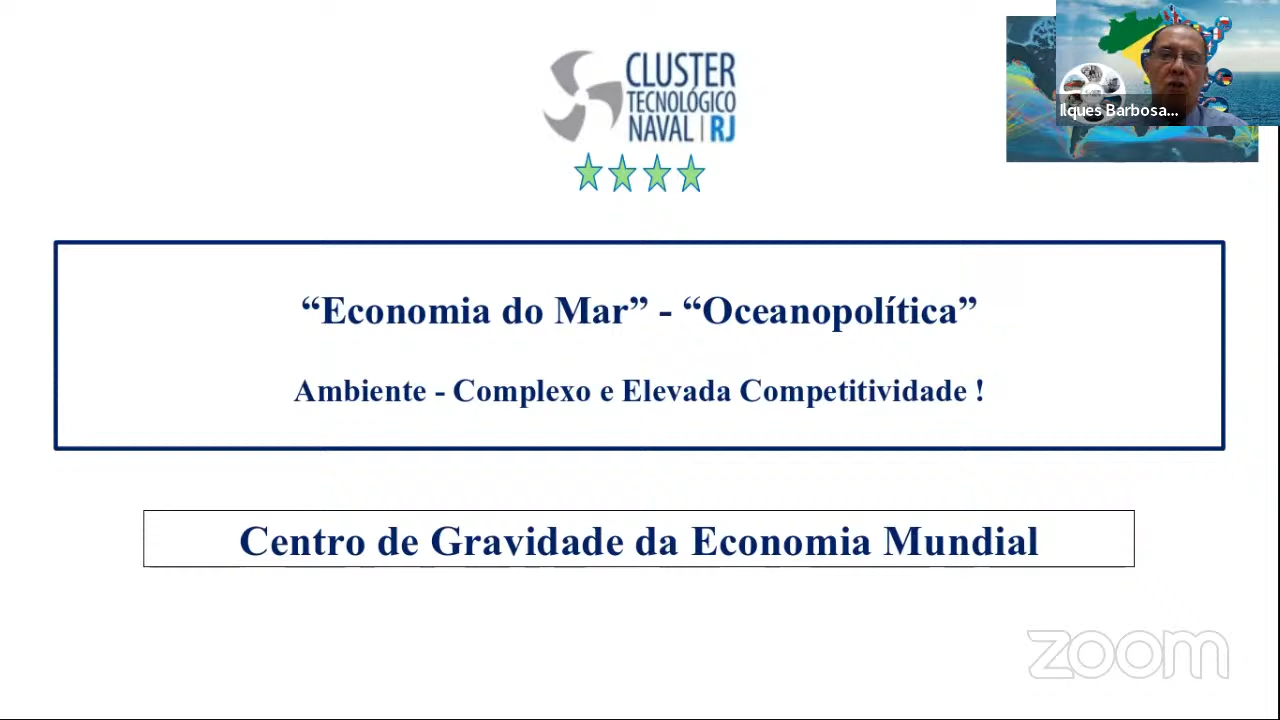 CLUSTER
TECNOLÓGICO
NAVAL | RJ
Ilques Barbosa...
“Economia do Mar” - “Oceanopolítica”
Ambiente - Complexo e Elevada Competitividade !
Centro de Gravidade da Economia Mundial
zoom